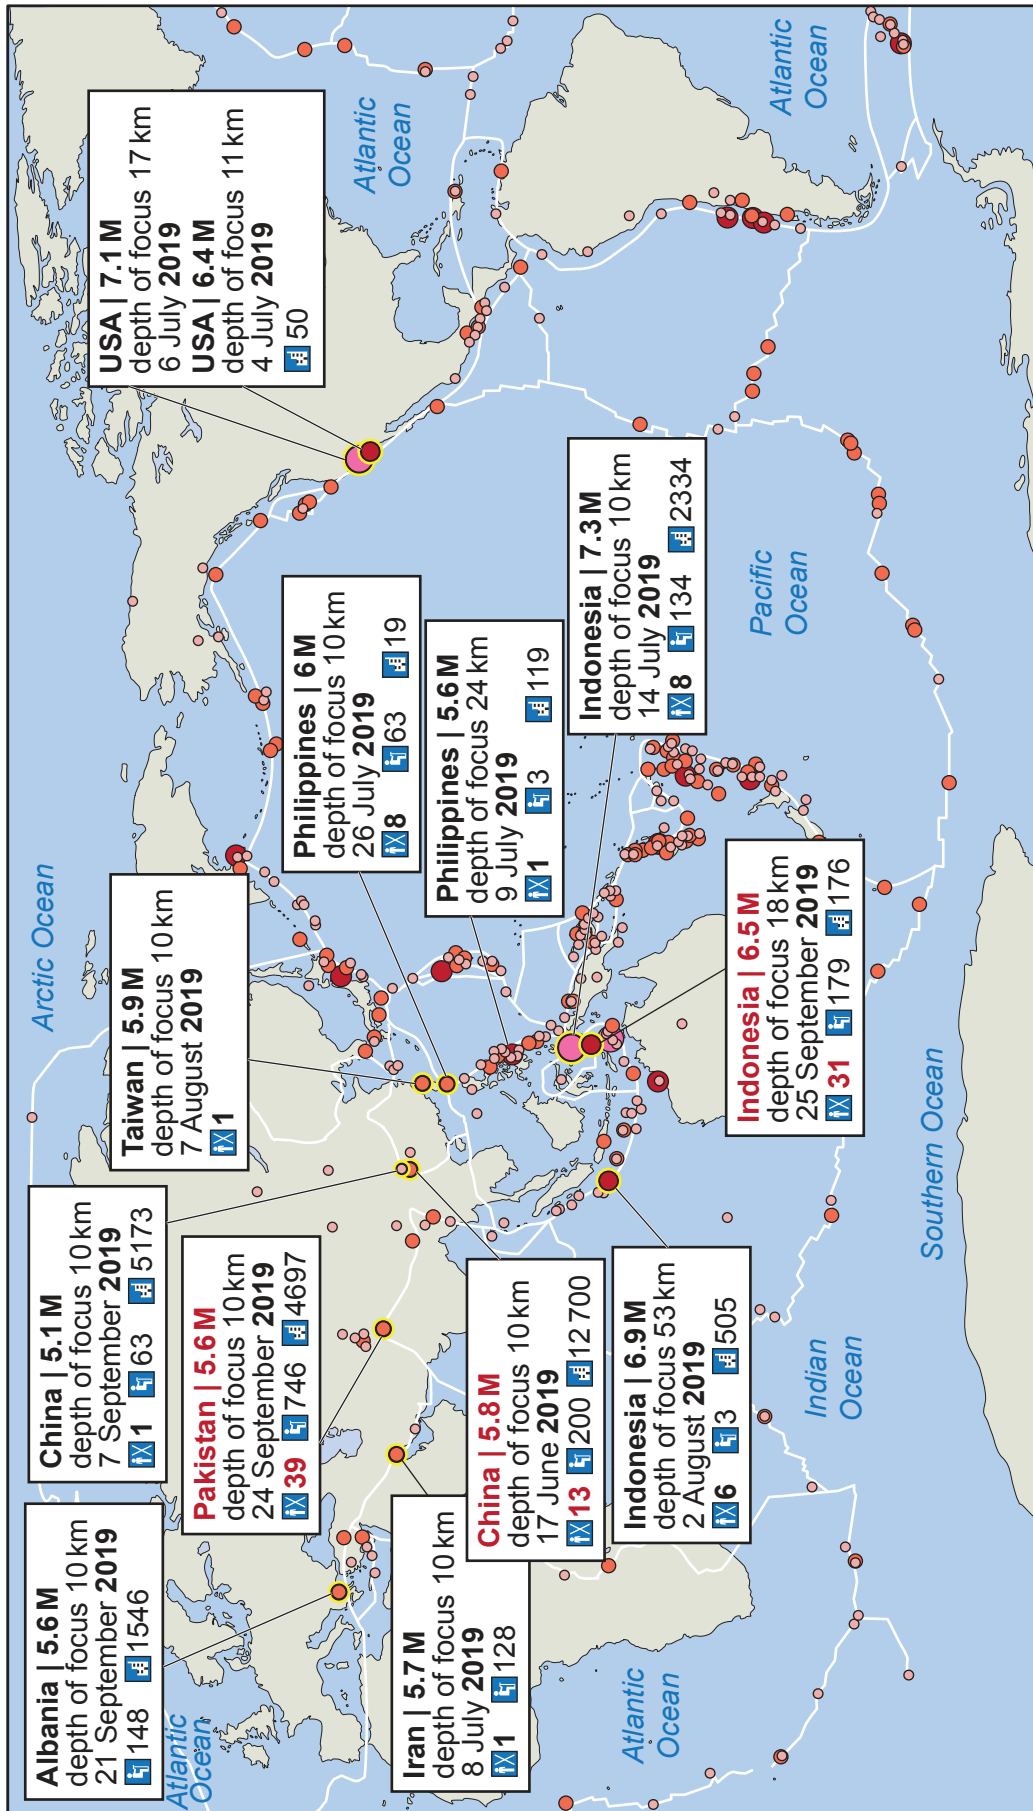 Arctic Ocean
Atlantic
Ocean
Albania | 5.6 M
depth of focus 10 km
21 September 2019
148 1546
China | 5.1 M
depth of focus 10 km
7 September 2019
1 63 5173
Taiwan | 5.9 M
depth of focus 10 km
7 August 2019
1
USA | 7.1 M
depth of focus 17 km
6 July 2019
USA | 6.4 M
depth of focus 11 km
4 July 2019
50
Pakistan | 5.6 M
depth of focus 10 km
24 September 2019
39 746 4697
Philippines | 6 M
depth of focus 10 km
26 July 2019
8 63 19
Atlantic
Ocean
Iran | 5.7 M
depth of focus 10 km
8 July 2019
1 128
China | 5.8 M
depth of focus 10 km
17 June 2019
13 200 12 700
Philippines | 5.6 M
depth of focus 24 km
9 July 2019
1 3 119
Indonesia | 7.3 M
depth of focus 10 km
14 July 2019
8 134 2334
Indonesia | 6.9 M
depth of focus 53 km
2 August 2019
6 3 505
Indonesia | 6.5 M
depth of focus 18 km
25 September 2019
31 179 176
Atlantic
Ocean
Indian
Ocean
Pacific
Ocean
Atlantic
Ocean
Southern Ocean